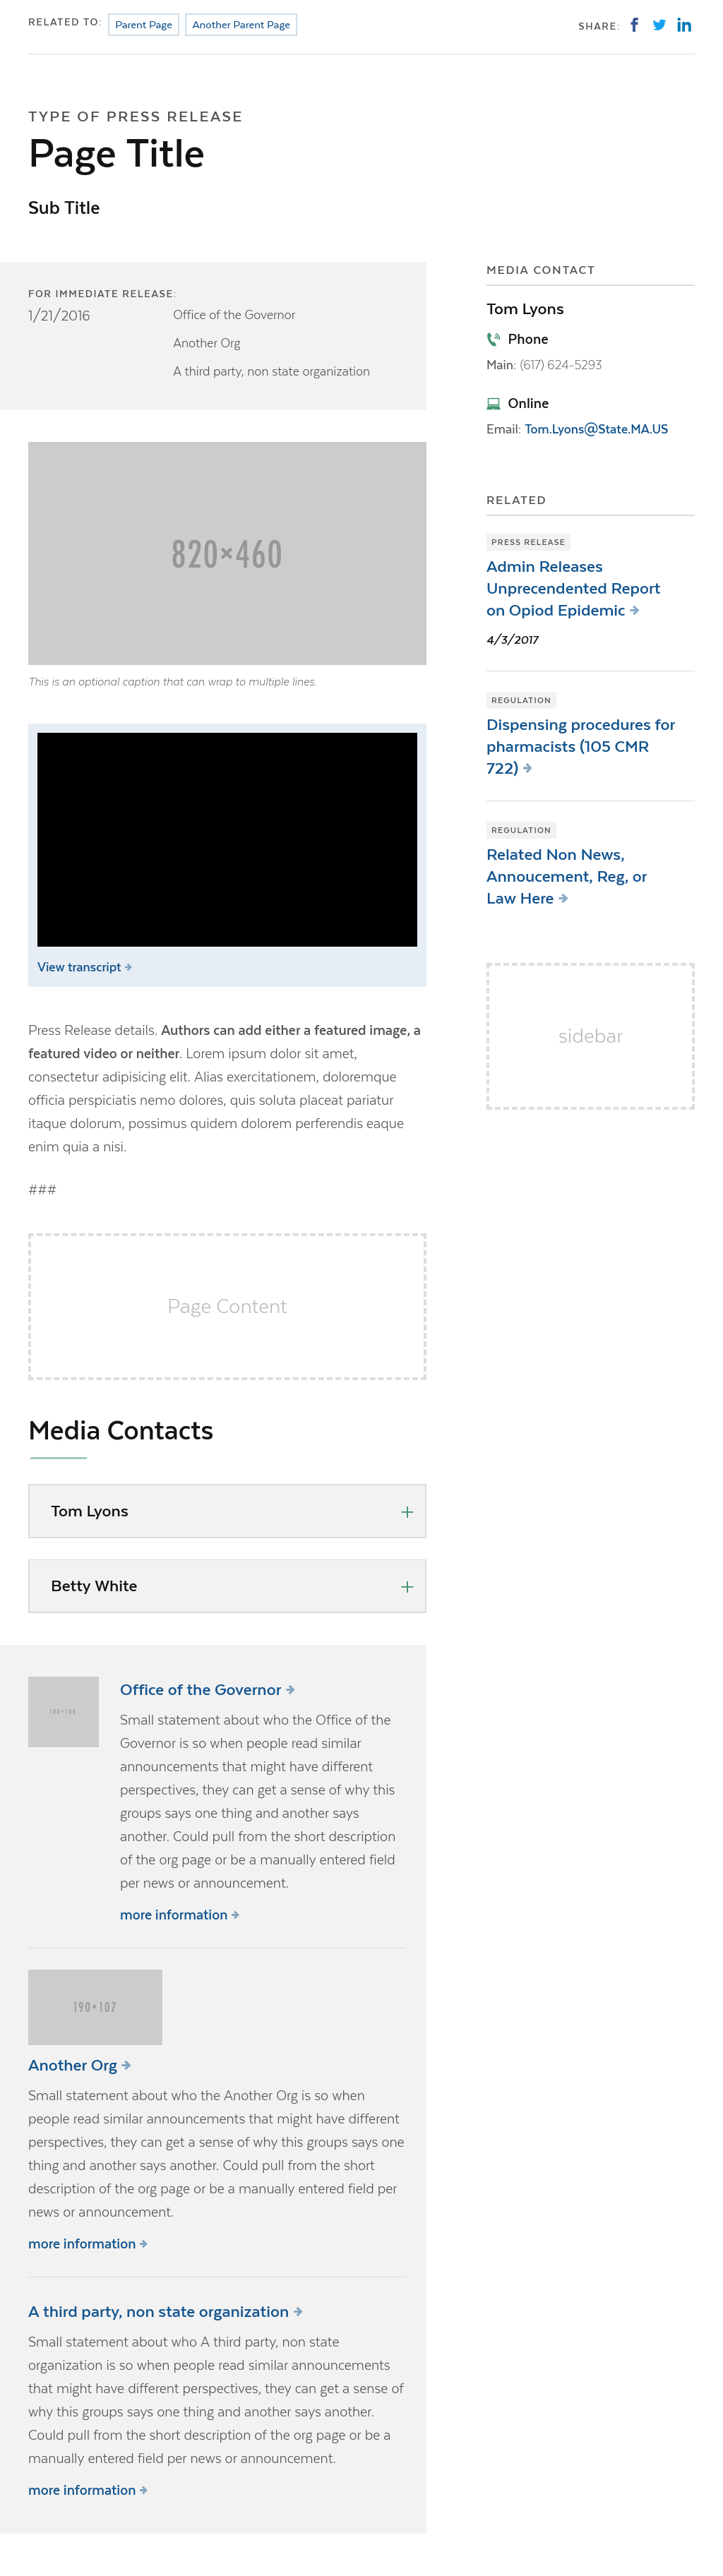 RELATED TO: Parent Page Another Parent Page
SHARE:
TYPE OF PRESS RELEASE
Page Title
Sub Title
FOR IMMEDIATE RELEASE:
1/21/2016
Office of the Governor
Another Org
A third party, non state organization
820×460
This is an optional caption that can wrap to multiple lines.
View transcript
Press Release details. Authors can add either a featured image, a
featured video or neither. Lorem ipsum dolor sit amet,
consectetur adipisicing elit. Alias exercitationem, doloremque
officia perspiciatis nemo dolores, quis soluta placeat pariatur
itaque dolorum, possimus quidem dolorem perferendis eaque
enim quia a nisi.
###
Page Content
Media Contacts
Tom Lyons
Betty White
100×100
Office of the Governor
Small statement about who the Office of the
Governor is so when people read similar
announcements that might have different
perspectives, they can get a sense of why this
groups says one thing and another says
another. Could pull from the short description
of the org page or be a manually entered field
per news or announcement.
more information
190×107
Another Org
Small statement about who the Another Org is so when
people read similar announcements that might have different
perspectives, they can get a sense of why this groups says one
thing and another says another. Could pull from the short
description of the org page or be a manually entered field per
news or announcement.
more information
A third party, non state organization
Small statement about who A third party, non state
organization is so when people read similar announcements
that might have different perspectives, they can get a sense of
why this groups says one thing and another says another.
Could pull from the short description of the org page or be a
manually entered field per news or announcement.
more information
MEDIA CONTACT
Tom Lyons
Phone
Main: (617) 624-5293
Online
Email: Tom.Lyons@State.MA.US
RELATED
PRESS RELEASE
Admin Releases
Unprecendented Report
on Opiod Epidemic
4/3/2017
REGULATION
Dispensing procedures for
pharmacists (105 CMR
722)
REGULATION
Related Non News,
Annoucement, Reg, or
Law Here
sidebar